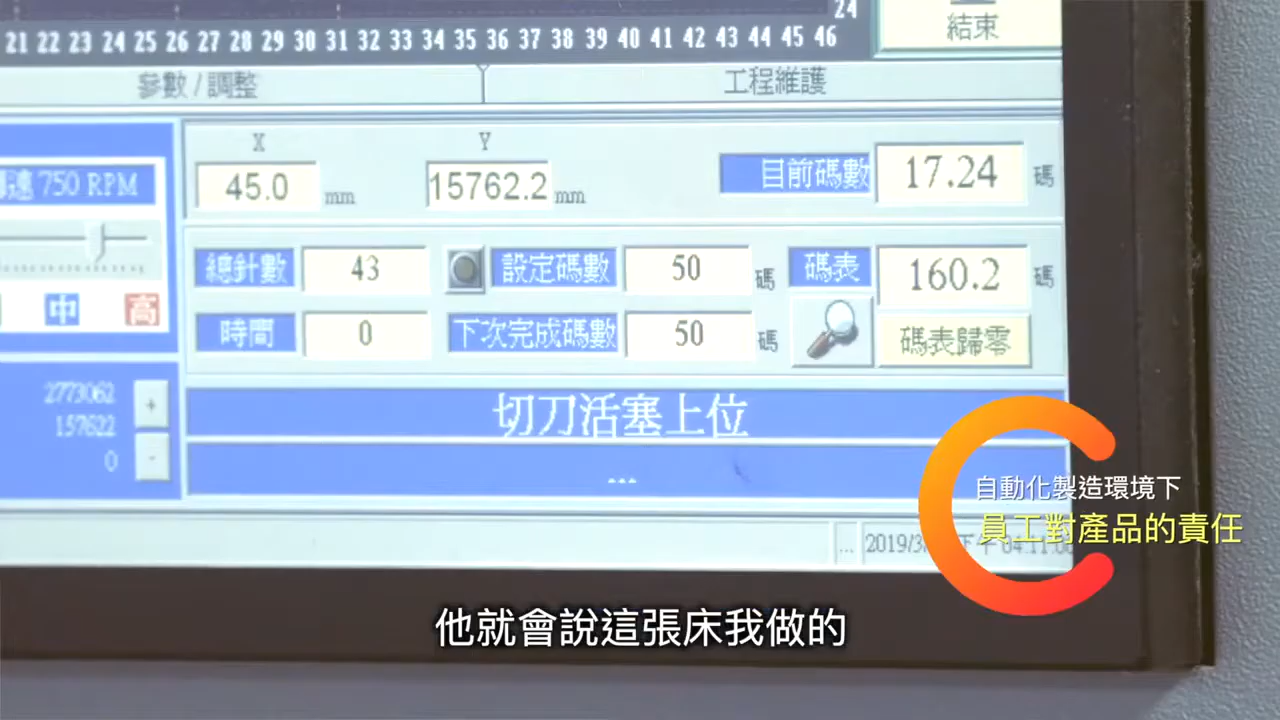 24
21 22 23 24 25 26 27 28 29 30 31 32 33 34 35 36 37 38 39 40 41 42 43 44 45 46
結束
參數 / 調整 工程維護
X Y
速 750 RPM
45.0 mm 15762.2 mm 目前碼數 17.24 碼
總針數 43 設定碼數 50 碼 碼表 160.2 碼
中 高
時間 0 下次完成碼數 50 碼 碼表歸零
2773062 +
157622
0 -
切刀活塞上位
...
自動化製造環境下
員工對產品的責任
... 2019/3
他就會說這張床我做的